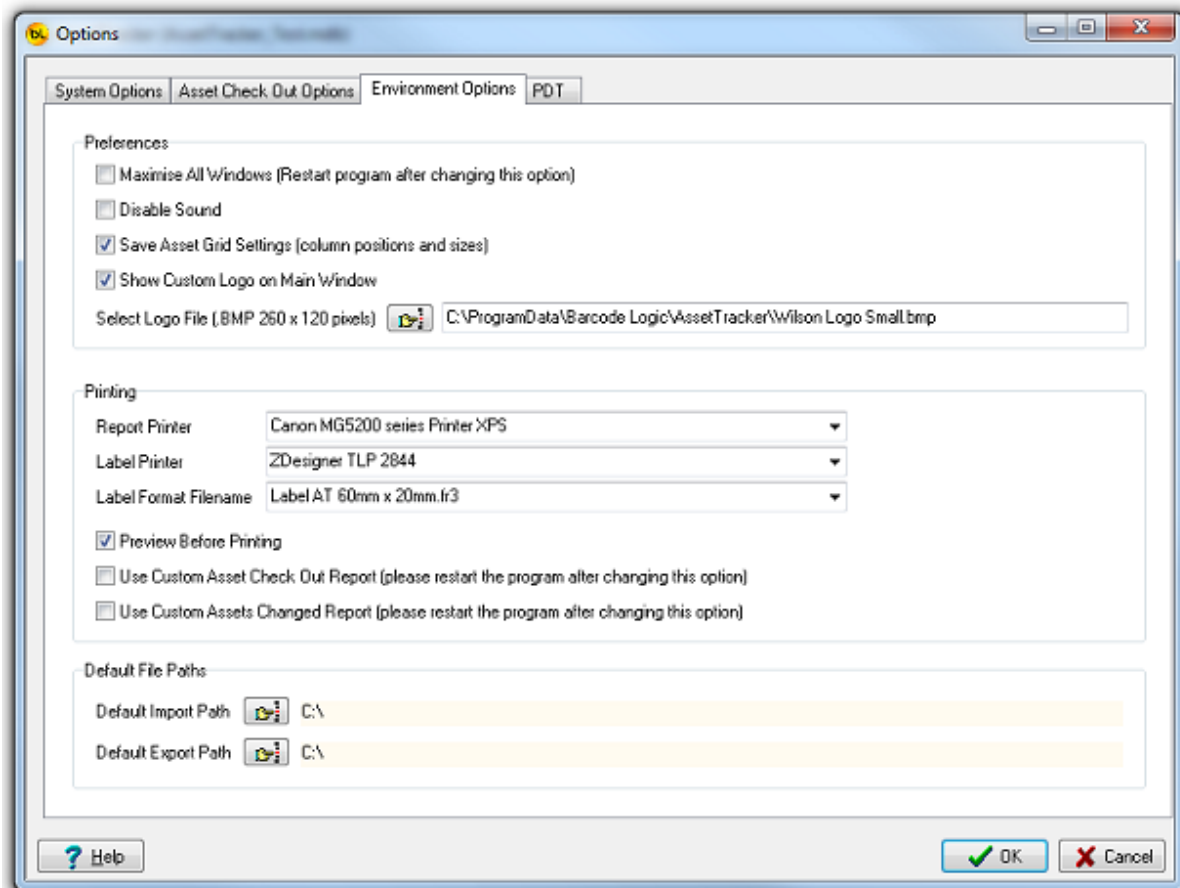 bL Options
System Options Asset Check Out Options Environment Options PDT
Preferences
Maximise All Windows (Restart program after changing this option)
Disable Sound
Save Asset Grid Settings (column positions and sizes)
Show Custom Logo on Main Window
Select Logo File (.BMP 260 x 120 pixels) C:\ProgramData\Barcode Logic\AssetTracker\Wilson Logo Small.bmp
Printing
Report Printer Canon MG5200 series Printer XPS
Label Printer ZDesigner TLP 2844
Label Format Filename Label AT 60mm x 20mm.fr3
Preview Before Printing
Use Custom Asset Check Out Report (please restart the program after changing this option)
Use Custom Assets Changed Report (please restart the program after changing this option)
Default File Paths
Default Import Path C:\
Default Export Path C:\
? Help OK Cancel